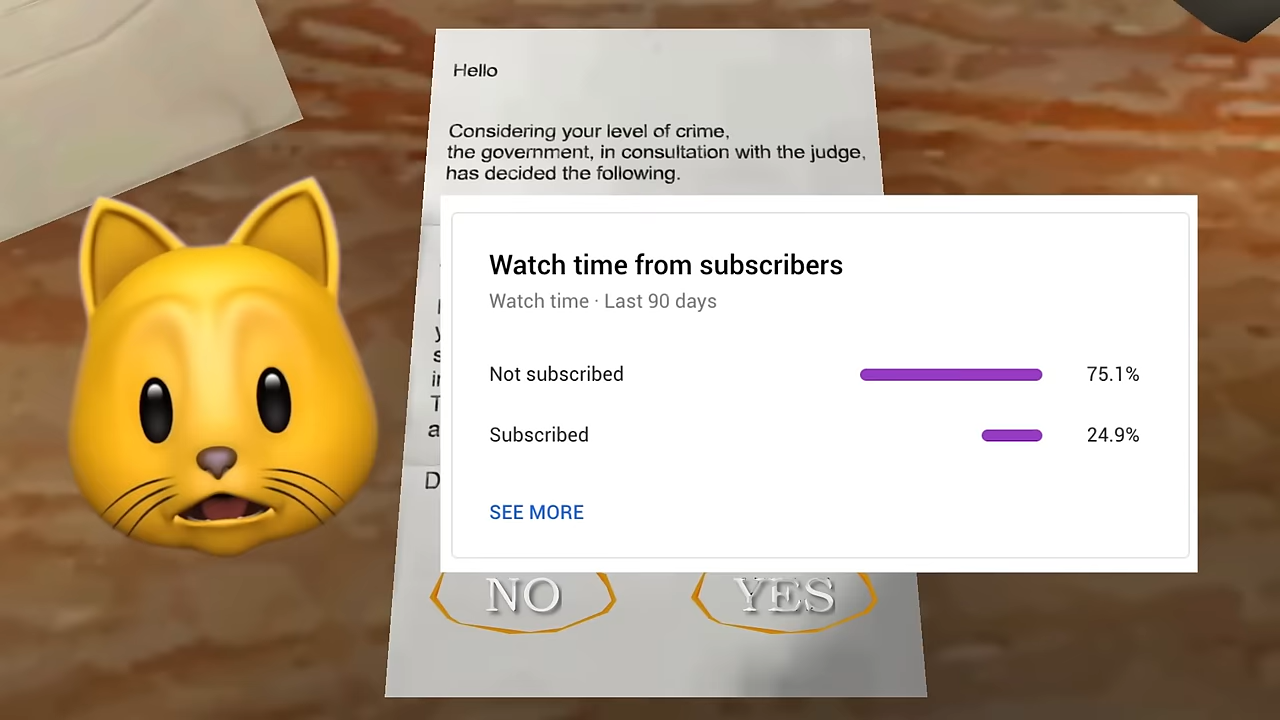 Hello
Considering your level of crime,
the government, in consultation with the judge,
has decided the following.
Watch time from subscribers
Watch time · Last 90 days
Not subscribed 75.1%
Subscribed 24.9%
SEE MORE
NO YES